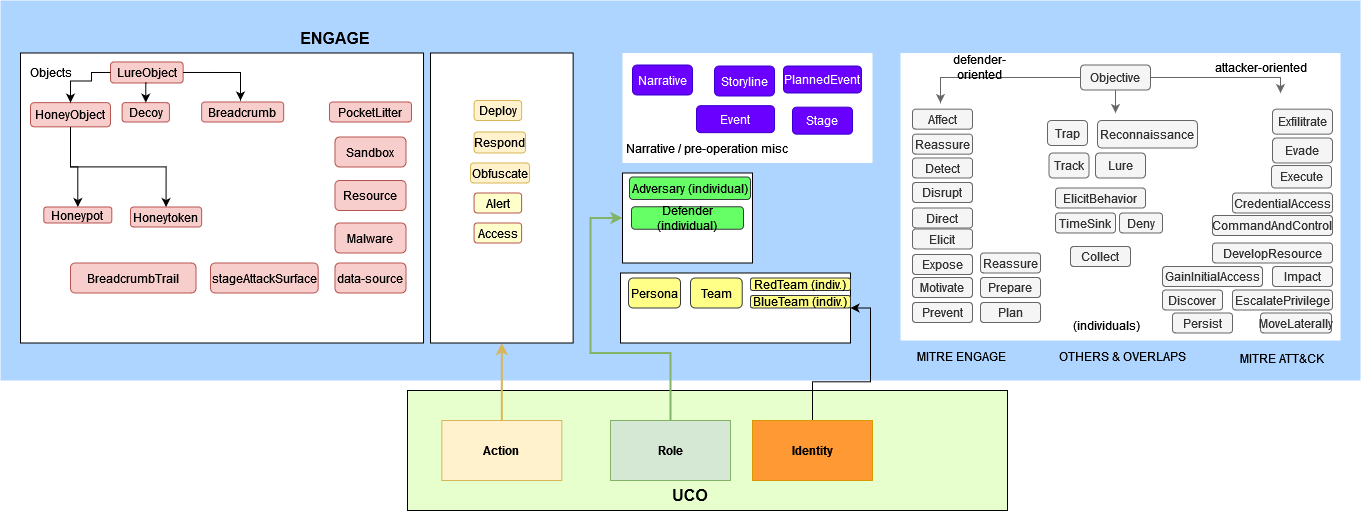 ENGAGE
Objects
LureObject
HoneyObject
Decoy
Breadcrumb
PocketLitter
Sandbox
Resource
Honeypot
Honeytoken
Malware
BreadcrumbTrail
stageAttackSurface
data-source
Deploy
Respond
Obfuscate
Alert
Access
Narrative
Storyline
PlannedEvent
Event
Stage
Narrative / pre-operation misc
Adversary (individual)
Defender
(individual)
Persona
Team
RedTeam (indiv.)
BlueTeam (indiv.)
defender-
oriented
Objective
attacker-oriented
Affect
Reassure
Detect
Disrupt
Direct
Elicit
Expose
Motivate
Prevent
Reassure
Prepare
Plan
Trap
Reconnaissance
Track
Lure
ElicitBehavior
TimeSink
Deny
Collect
(individuals)
Exfilitrate
Evade
Execute
CredentialAccess
CommandAndControl
DevelopResource
GainInitialAccess
Impact
Discover
EscalatePrivilege
Persist
MoveLaterally
MITRE ENGAGE
OTHERS & OVERLAPS
MITRE ATT&CK
Action
Role
Identity
UCO